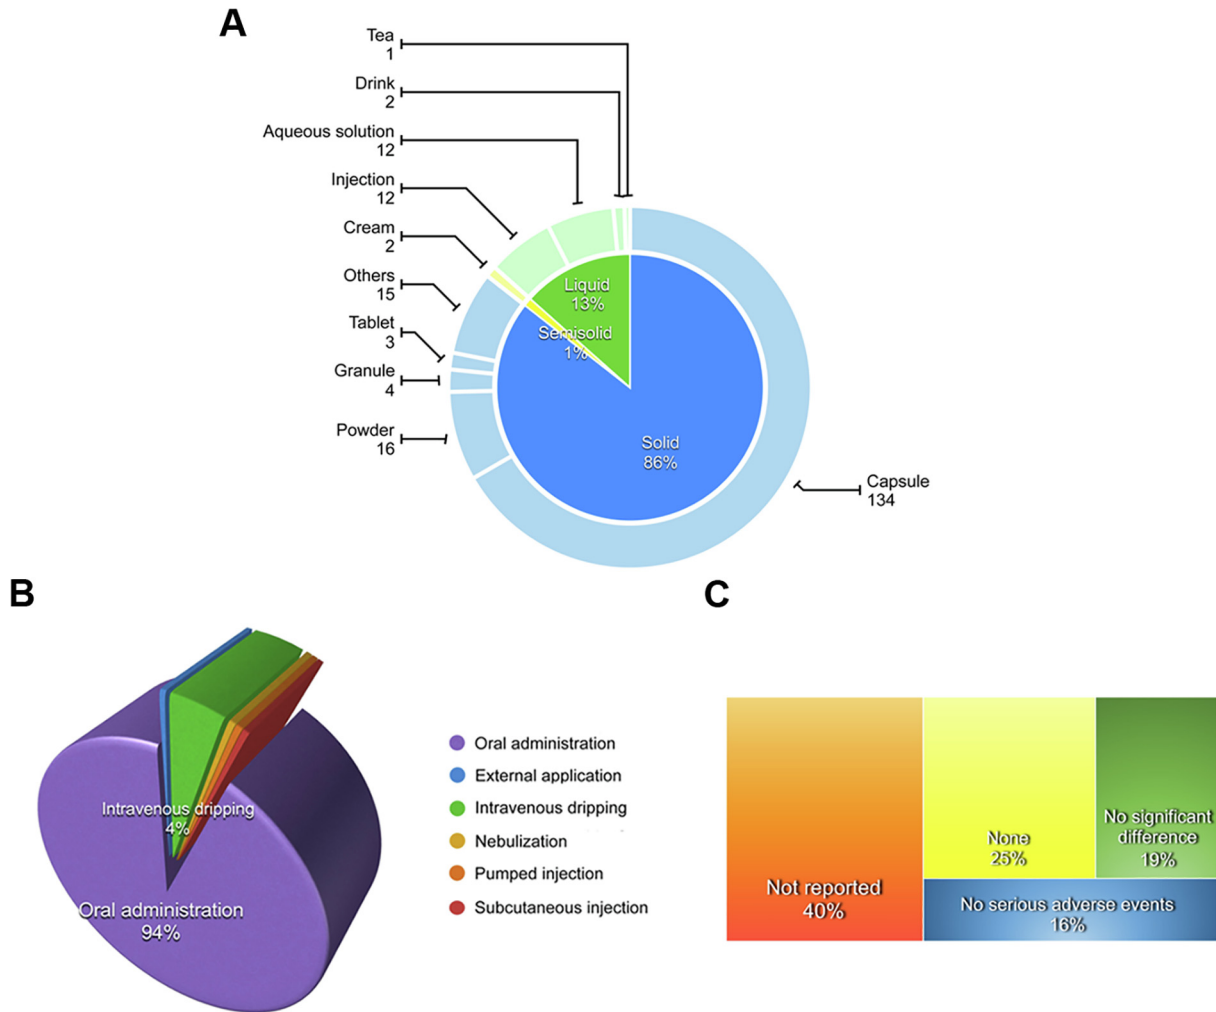 A
Tea
1
Drink
2
Aqueous solution
12
Injection
12
Cream
2
Others
15
Tablet
3
Granule
4
Powder
16
Liquid
13%
Semisolid
1%
Solid
86%
Capsule
134
B
Intravenous dripping
4%
Oral administration
94%
Oral administration
External application
Intravenous dripping
Nebulization
Pumped injection
Subcutaneous injection
C
Not reported
40%
None
25%
No significant
difference
19%
No serious adverse events
16%